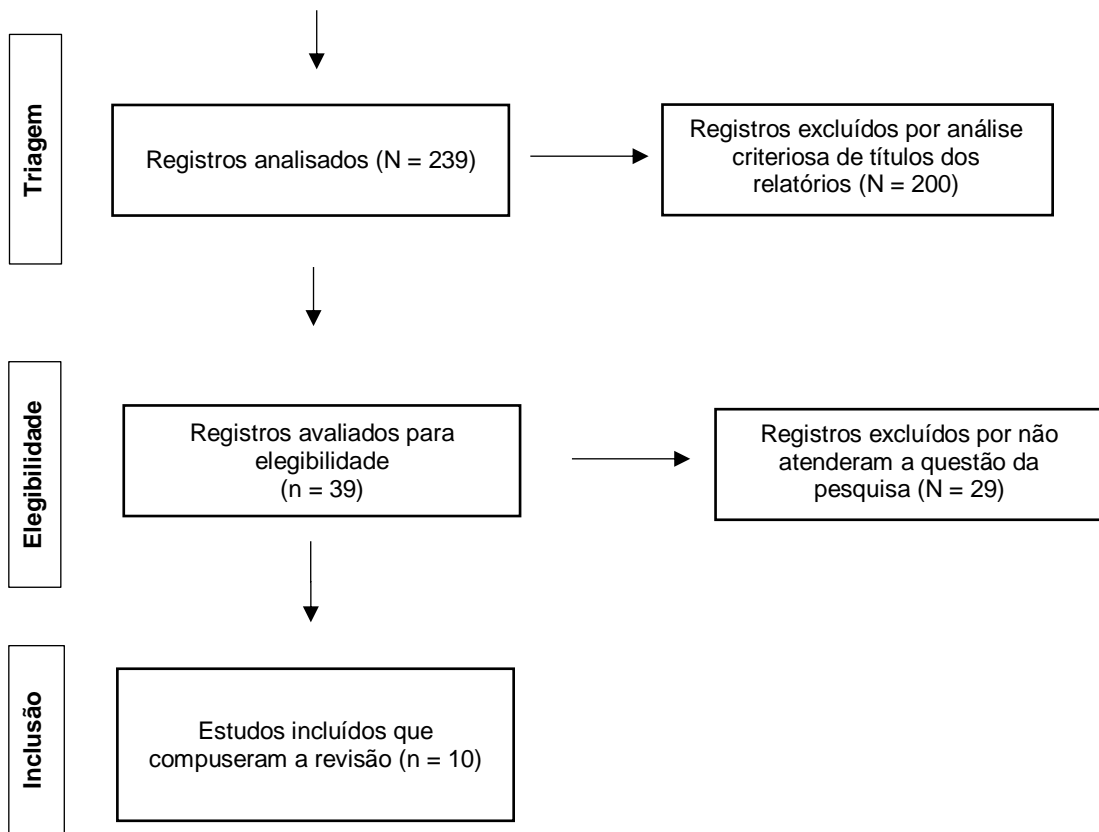 Triagem
Registros analisados (N = 239)
Registros excluídos por análise
criteriosa de títulos dos
relatórios (N = 200)
Elegibilidade
Registros avaliados para
elegibilidade
(n = 39)
Registros excluídos por não
atenderam a questão da
pesquisa (N = 29)
Inclusão
Estudos incluídos que
compuseram a revisão (n = 10)